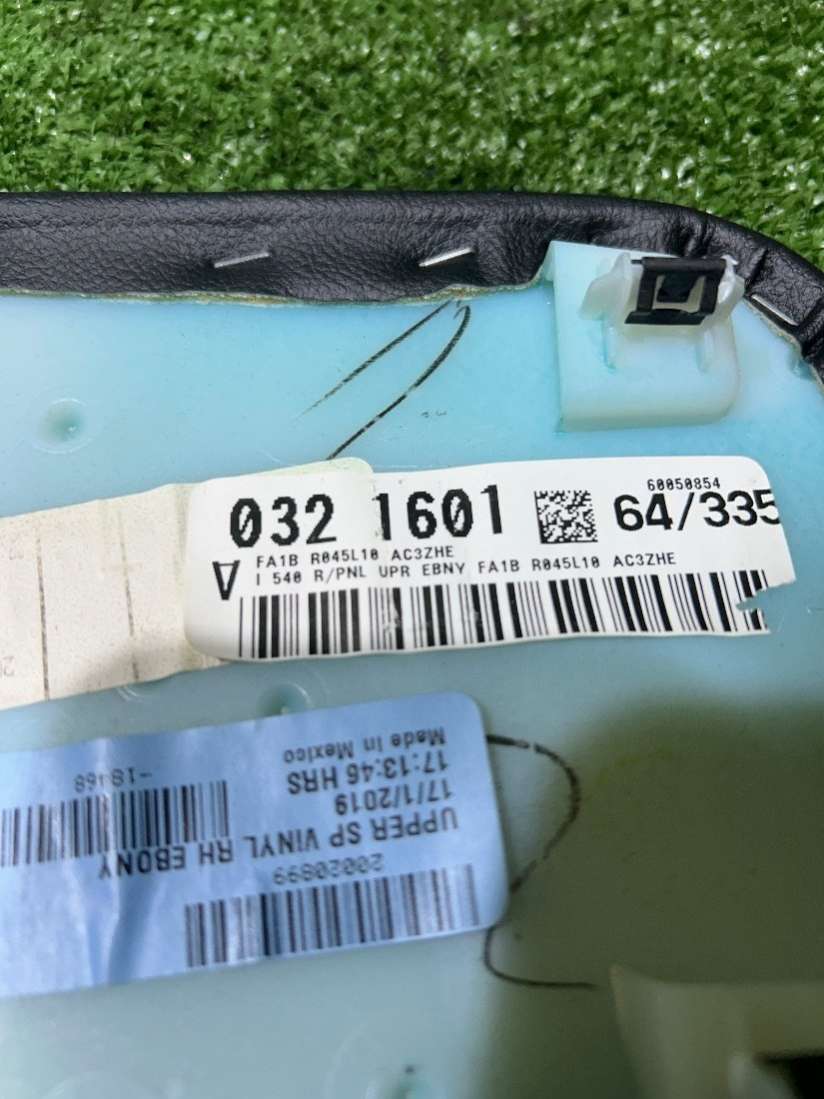 60050854
032 1601 64/335
FA1B R045L10 AC3ZHE
A I 540 R/PNL UPR EBNY FA1B R045L10 AC3ZHE
20020899
UPPER SP VINYL RH EBONY
17/1/2019
17:13:46 HRS
Made in Mexico
-18468